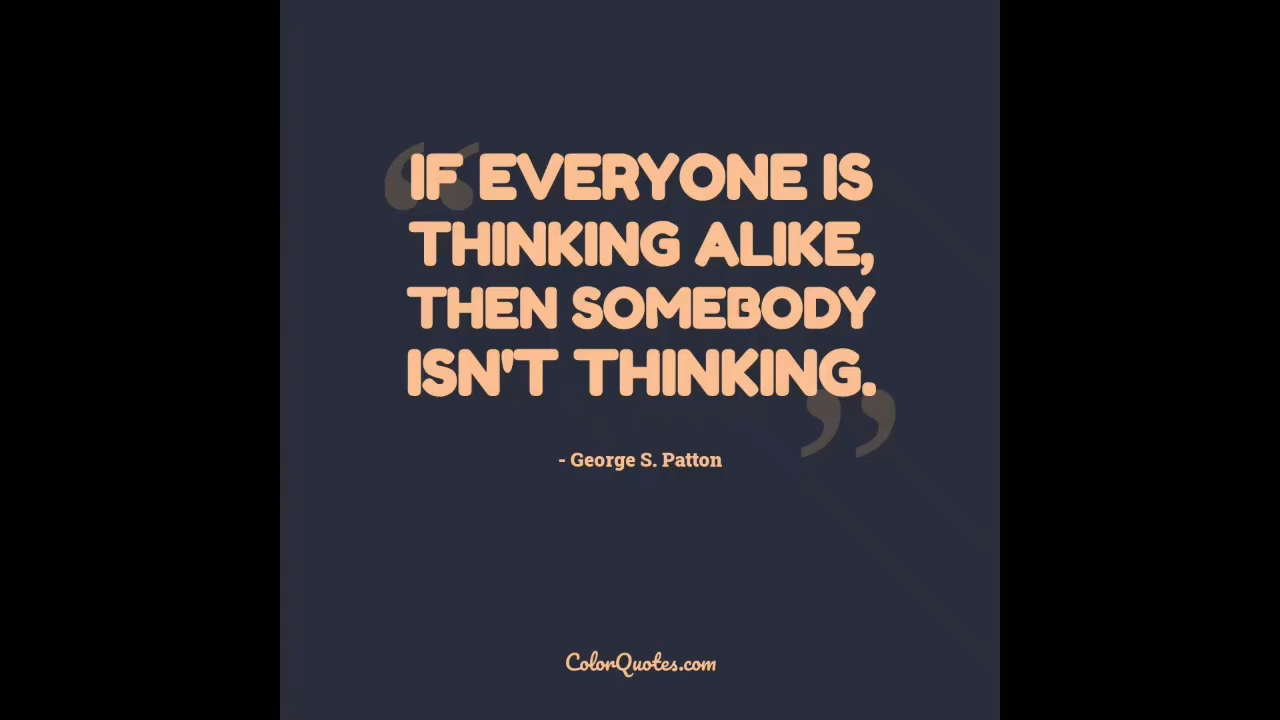 IF EVERYONE IS
THINKING ALIKE,
THEN SOMEBODY
ISN'T THINKING.
- George S. Patton
ColorQuotes.com